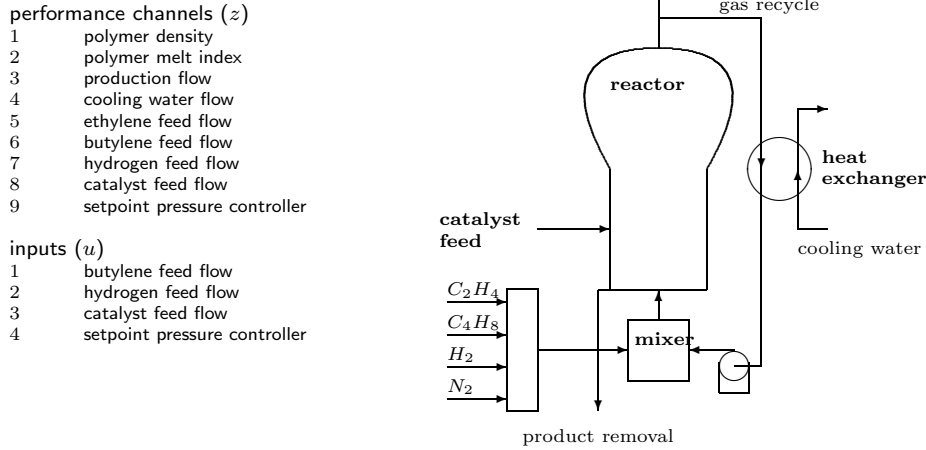 performance channels (z)
1 polymer density
2 polymer melt index
3 production flow
4 cooling water flow
5 ethylene feed flow
6 butylene feed flow
7 hydrogen feed flow
8 catalyst feed flow
9 setpoint pressure controller
inputs (u)
1 butylene feed flow
2 hydrogen feed flow
3 catalyst feed flow
4 setpoint pressure controller
gas recycle
reactor
heat
exchanger
catalyst
feed
cooling water
C₂H₄
C₄H₈
H₂
N₂
mixer
product removal